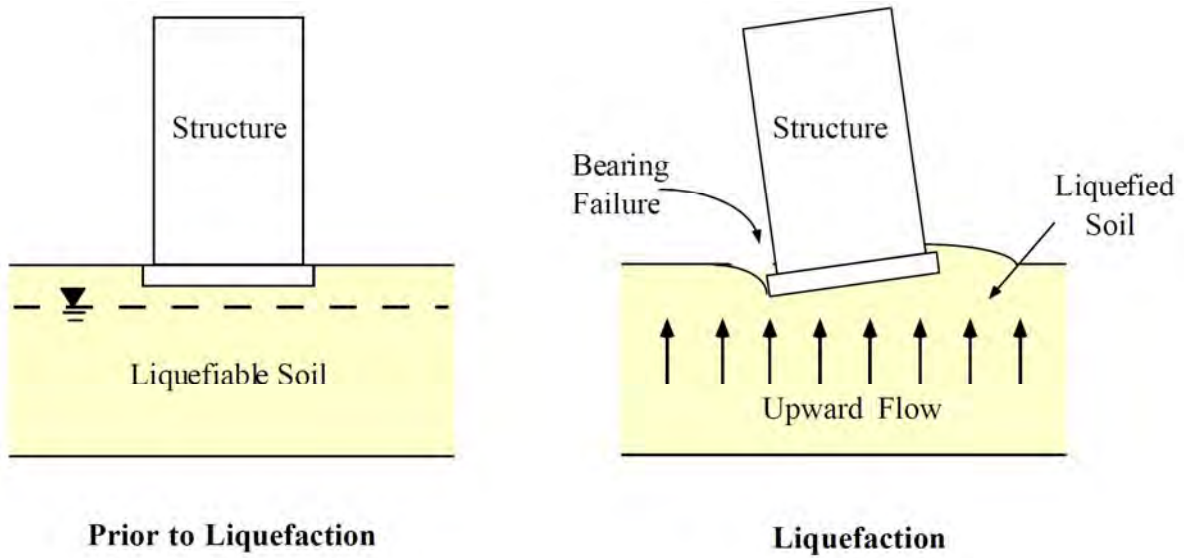 Structure
Liquefiable Soil
Prior to Liquefaction
Structure
Bearing
Failure
Liquefied
Soil
Upward Flow
Liquefaction